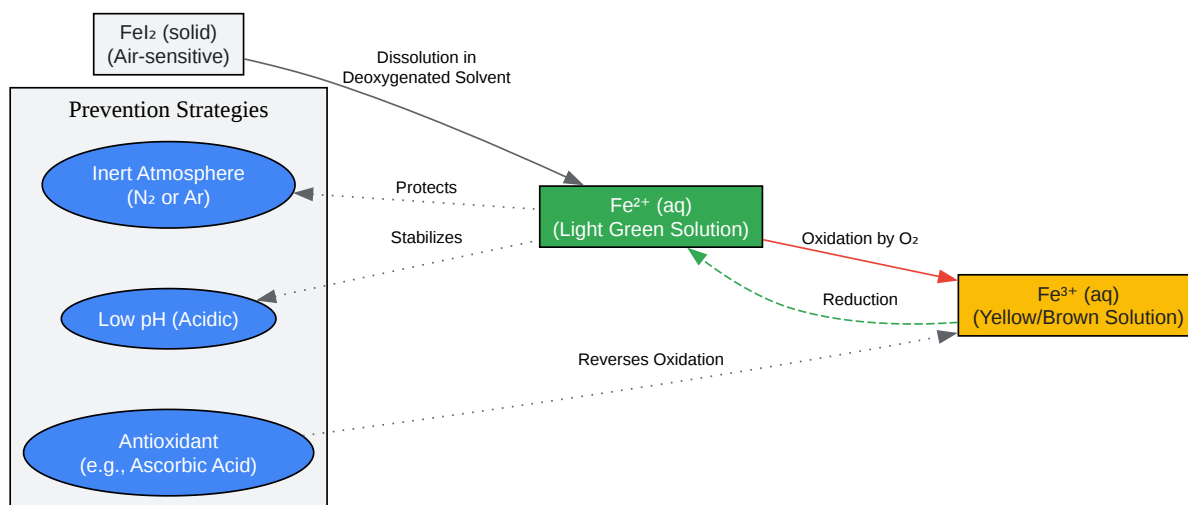 FeI₂ (solid)
(Air-sensitive)
Dissolution in
Deoxygenated Solvent
Prevention Strategies
Inert Atmosphere
(N₂ or Ar)
Protects
Fe²⁺ (aq)
(Light Green Solution)
Stabilizes
Oxidation by O₂
Low pH (Acidic)
Reduction
Fe³⁺ (aq)
(Yellow/Brown Solution)
Reverses Oxidation
Antioxidant
(e.g., Ascorbic Acid)